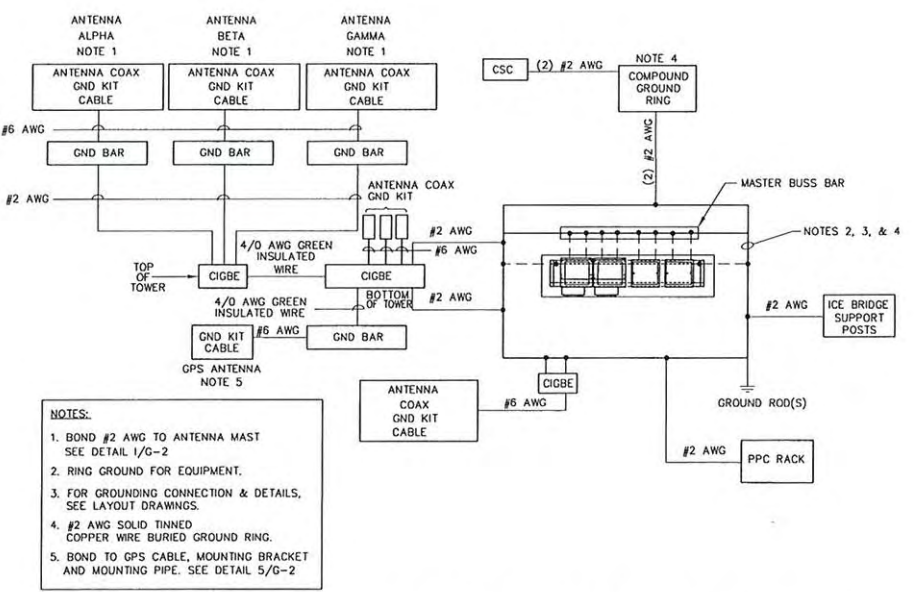 ANTENNA
ALPHA
NOTE 1
ANTENNA
BETA
NOTE 1
ANTENNA
GAMMA
NOTE 1
ANTENNA COAX
GND KIT
CABLE
ANTENNA COAX
GND KIT
CABLE
ANTENNA COAX
GND KIT
CABLE
#6 AWG
GND BAR
GND BAR
GND BAR
#2 AWG
ANTENNA COAX
GND KIT
#2 AWG
#6 AWG
4/0 AWG GREEN
INSULATED
WIRE
TOP
OF
TOWER
CIGBE
CIGBE
BOTTOM
OF TOWER
#2 AWG
4/0 AWG GREEN
INSULATED WIRE
GND KIT
CABLE
#6 AWG
GND BAR
GPS ANTENNA
NOTE 5
CSC
(2) #2 AWG
NOTE 4
COMPOUND
GROUND
RING
(2) #2 AWG
MASTER BUSS BAR
NOTES 2, 3, & 4
#2 AWG
ICE BRIDGE
SUPPORT
POSTS
CIGBE
ANTENNA
COAX
GND KIT
CABLE
#6 AWG
GROUND ROD(S)
#2 AWG
PPC RACK
NOTES:
1. BOND #2 AWG TO ANTENNA MAST
SEE DETAIL 1/G-2
2. RING GROUND FOR EQUIPMENT.
3. FOR GROUNDING CONNECTION & DETAILS,
SEE LAYOUT DRAWINGS.
4. #2 AWG SOLID TINNED
COPPER WIRE BURIED GROUND RING.
5. BOND TO GPS CABLE, MOUNTING BRACKET
AND MOUNTING PIPE. SEE DETAIL 5/G-2